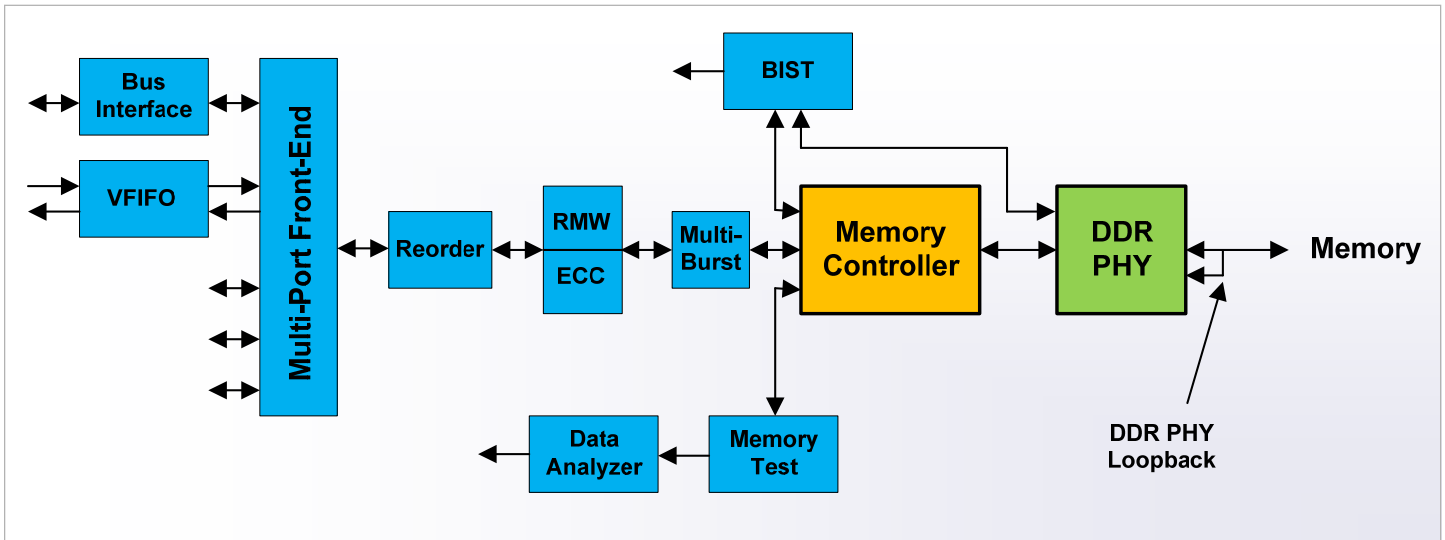 Bus
Interface
VFIFO
Multi-Port Front-End
Reorder
RMW
ECC
Multi-
Burst
BIST
Memory
Controller
DDR
PHY
Memory
Data
Analyzer
Memory
Test
DDR PHY
Loopback